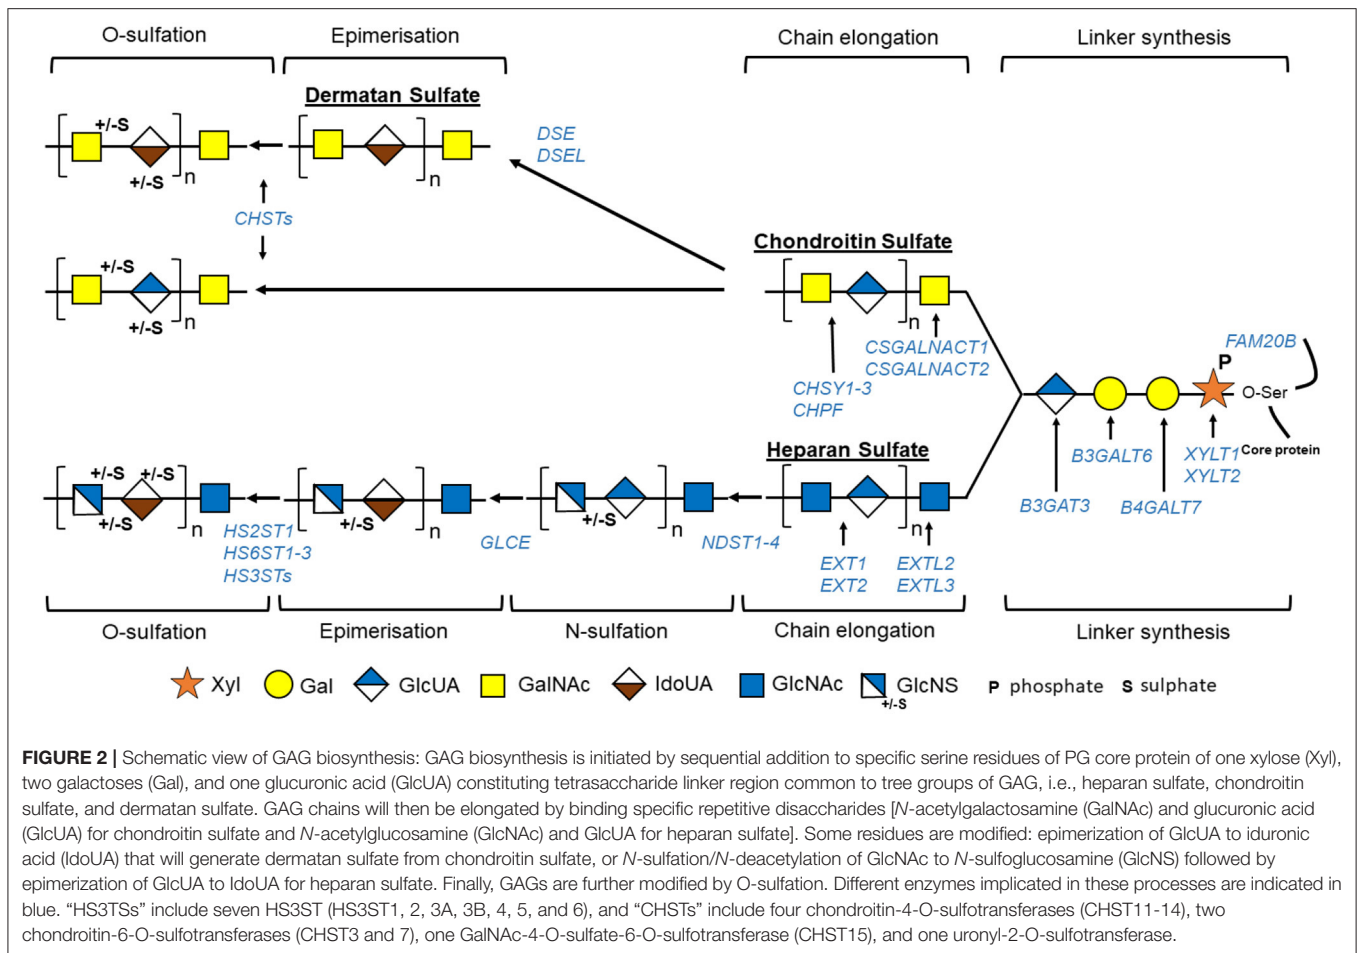 O-sulfation
Epimerisation
Chain elongation
Linker synthesis
Dermatan Sulfate
+/-S
+/-S
n
n
DSE
DSEL
CHSTs
Chondroitin Sulfate
+/-S
+/-S
n
n
CSGALNACT1
CSGALNACT2
CHSY1-3
CHPF
FAM20B
P
O-Ser
Core protein
B3GALT6
XYLT1
XYLT2
B3GAT3
B4GALT7
Heparan Sulfate
+/-S
+/-S
+/-S
n
+/-S
n
+/-S
n
n
HS2ST1
HS6ST1-3
HS3STs
GLCE
NDST1-4
EXT1
EXT2
EXTL2
EXTL3
O-sulfation
Epimerisation
N-sulfation
Chain elongation
Linker synthesis
Xyl
Gal
GlcUA
GalNAc
IdoUA
GlcNAc
GlcNS
+/-S
P phosphate
S sulphate
FIGURE 2 | Schematic view of GAG biosynthesis: GAG biosynthesis is initiated by sequential addition to specific serine residues of PG core protein of one xylose (Xyl),
two galactoses (Gal), and one glucuronic acid (GlcUA) constituting tetrasaccharide linker region common to tree groups of GAG, i.e., heparan sulfate, chondroitin
sulfate, and dermatan sulfate. GAG chains will then be elongated by binding specific repetitive disaccharides [N-acetylgalactosamine (GalNAc) and glucuronic acid
(GlcUA) for chondroitin sulfate and N-acetylglucosamine (GlcNAc) and GlcUA for heparan sulfate]. Some residues are modified: epimerization of GlcUA to iduronic
acid (IdoUA) that will generate dermatan sulfate from chondroitin sulfate, or N-sulfation/N-deacetylation of GlcNAc to N-sulfoglucosamine (GlcNS) followed by
epimerization of GlcUA to IdoUA for heparan sulfate. Finally, GAGs are further modified by O-sulfation. Different enzymes implicated in these processes are indicated in
blue. “HS3TSs” include seven HS3ST (HS3ST1, 2, 3A, 3B, 4, 5, and 6), and “CHSTs” include four chondroitin-4-O-sulfotransferases (CHST11-14), two
chondroitin-6-O-sulfotransferases (CHST3 and 7), one GalNAc-4-O-sulfate-6-O-sulfotransferase (CHST15), and one uronyl-2-O-sulfotransferase.